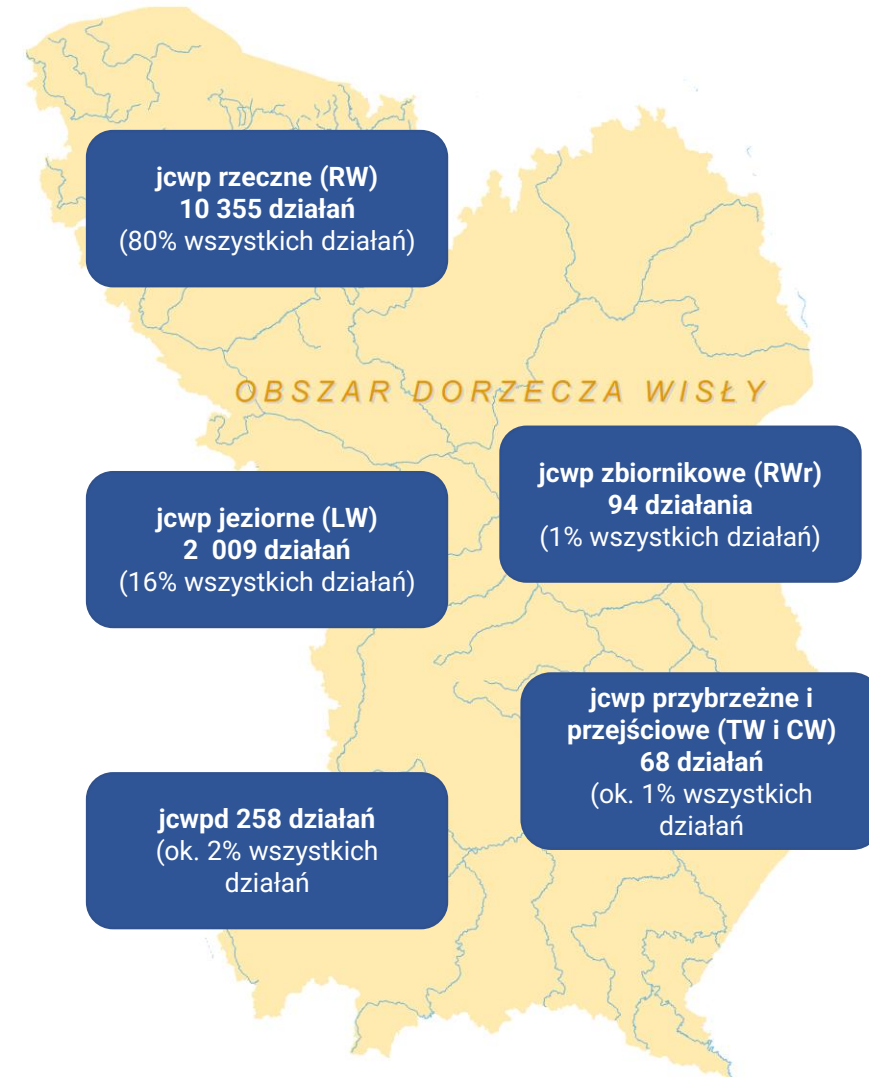 jcwp rzeczne (RW)
10 355 działań
(80% wszystkich działań)
OBSZAR DORZECZA WISŁY
jcwp zbiornikowe (RWr)
94 działania
(1% wszystkich działań)
jcwp jeziorne (LW)
2 009 działań
(16% wszystkich działań)
jcwp przybrzeżne i
przejściowe (TW i CW)
68 działań
(ok. 1% wszystkich
działań
jcwpd 258 działań
(ok. 2% wszystkich
działań